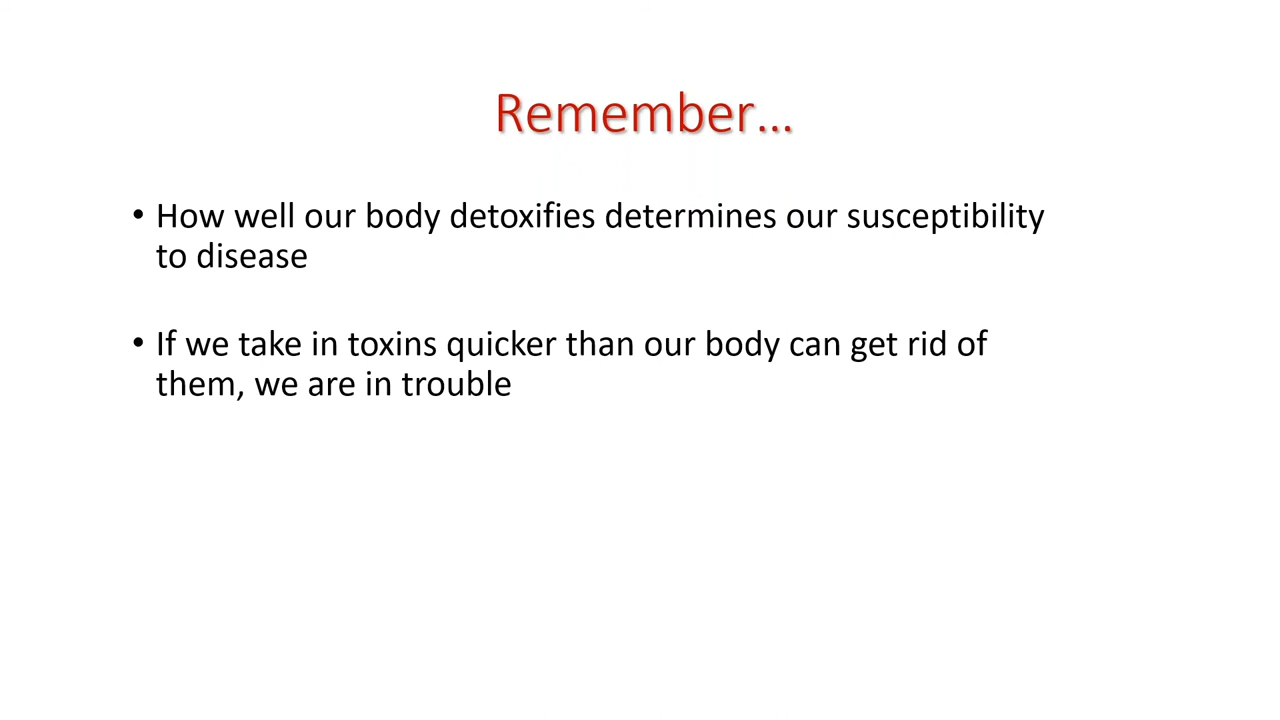 Remember...
• How well our body detoxifies determines our susceptibility
to disease
• If we take in toxins quicker than our body can get rid of
them, we are in trouble